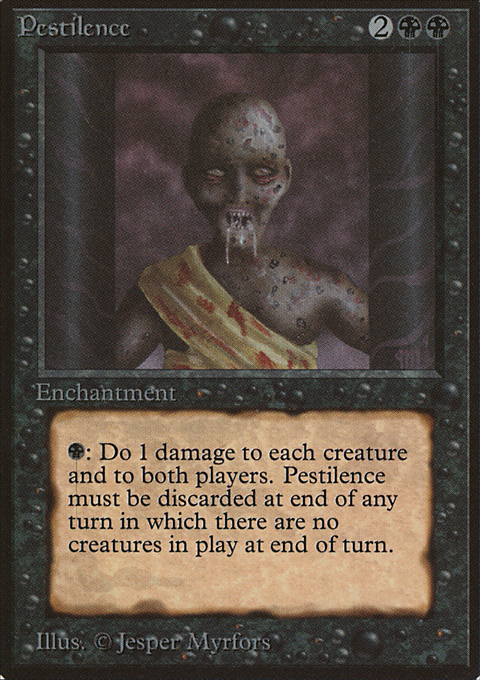 Pestilence 2
Enchantment
: Do 1 damage to each creature
and to both players. Pestilence
must be discarded at end of any
turn in which there are no
creatures in play at end of turn.
Illus. © Jesper Myrfors